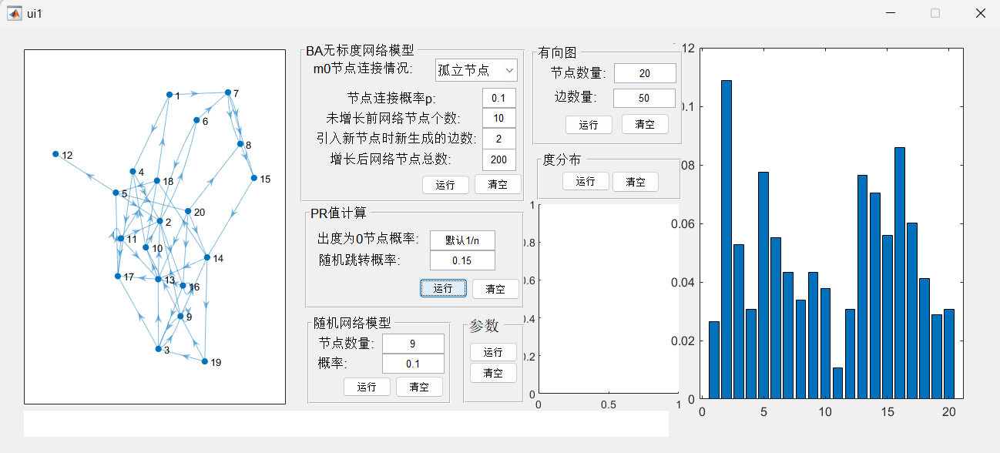 ui1
1
7
6
8
12
4
18
5
15
20
2
11
10
14
17
13
16
9
3
19
BA无标度网络模型
m0节点连接情况: 孤立节点
节点连接概率p: 0.1
未增长前网络节点个数: 10
引入新节点时新生成的边数: 2
增长后网络节点总数: 200
运行 清空
PR值计算
出度为0节点概率: 默认1/n
随机跳转概率: 0.15
运行 清空
随机网络模型
节点数量: 9
概率: 0.1
运行 清空
参数
运行
清空
有向图
节点数量: 20
边数量: 50
运行 清空
度分布
运行 清空
1
0.8
0.6
0.4
0.2
0
0 0.5 1
12
0.1
08
0.06
0.04
0.02
0
0 5 10 15 20